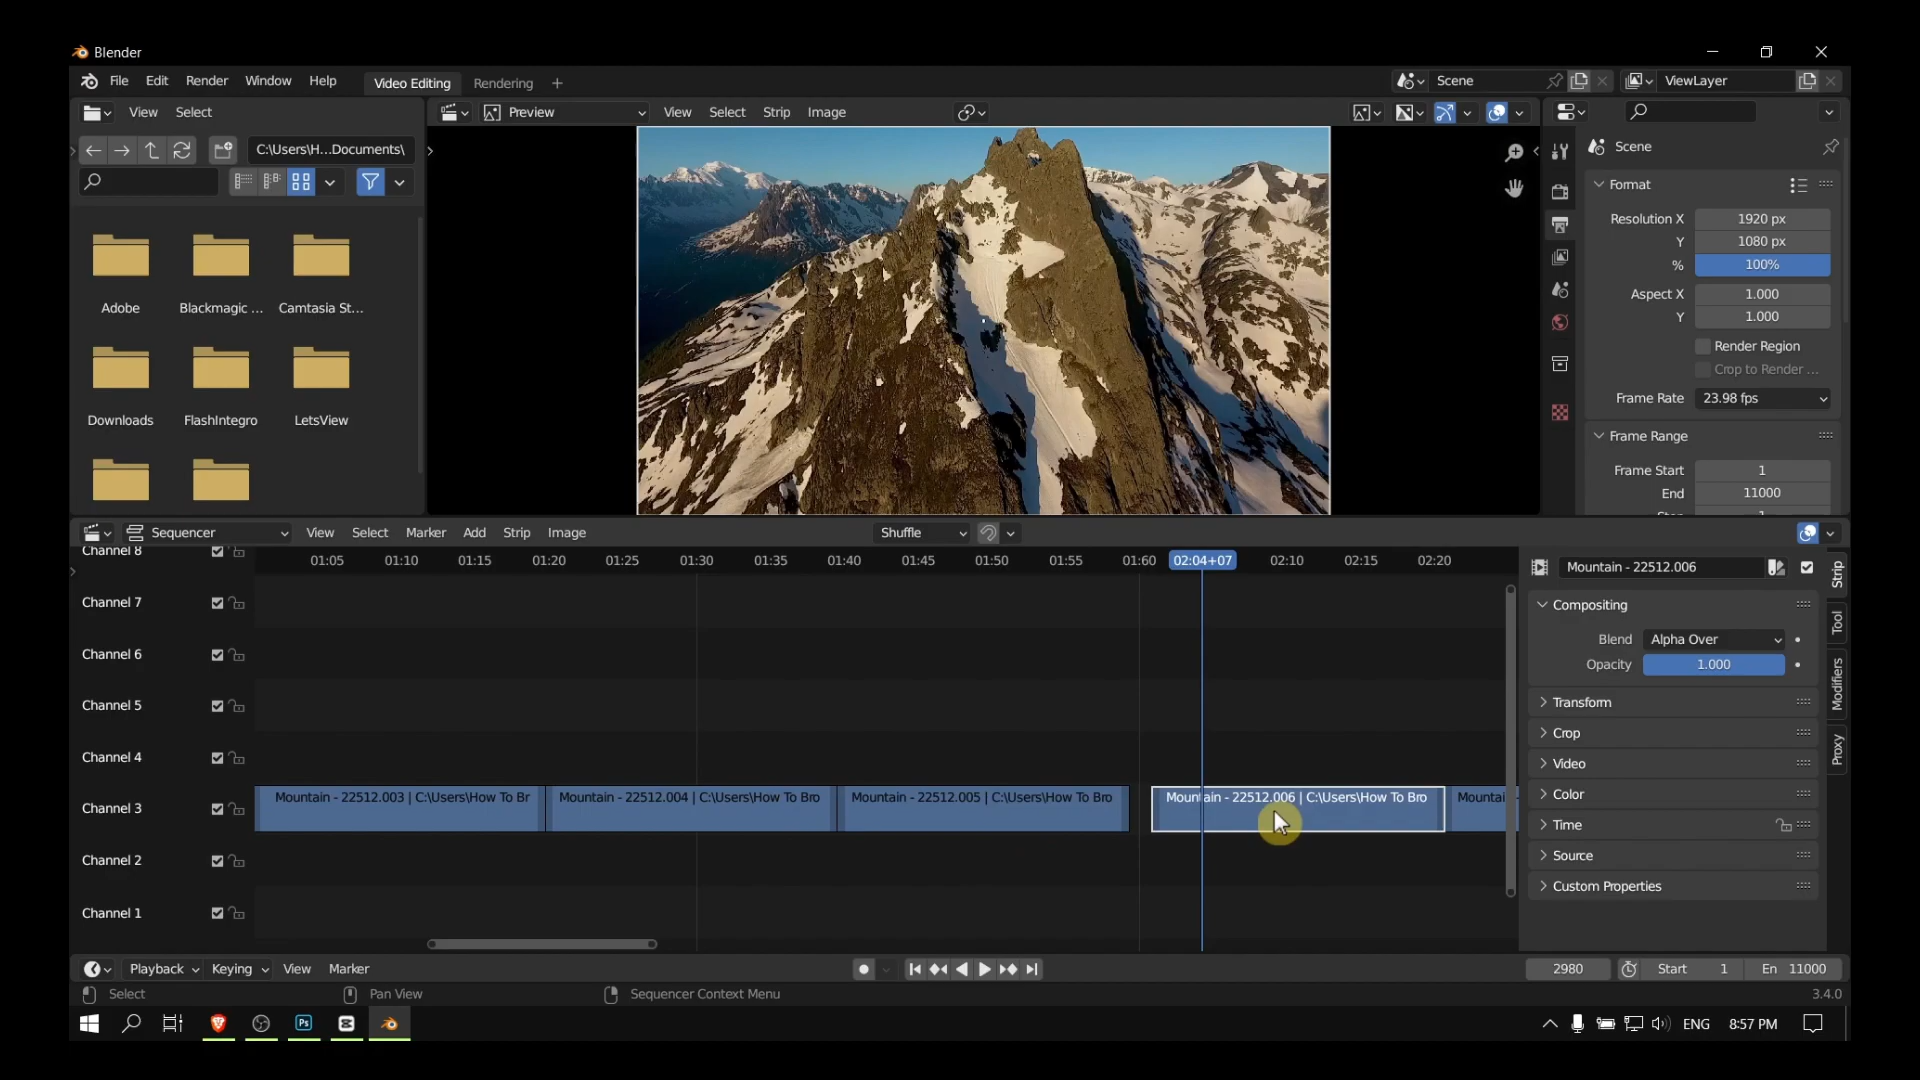 Blender
File Edit Render Window Help Video Editing Rendering + Scene ViewLayer
View Select Preview View Select Strip Image
C:\Users\H...Documents\
Scene
Format
Resolution X 1920 px
Y 1080 px
% 100%
Aspect X 1.000
Y 1.000
Render Region
Crop to Render ...
Frame Rate 23.98 fps
Frame Range
Frame Start 1
End 11000
Adobe Blackmagic ... Camtasia St...
Downloads FlashIntegro LetsView
Sequencer View Select Marker Add Strip Image Shuffle
01:05 01:10 01:15 01:20 01:25 01:30 01:35 01:40 01:45 01:50 01:55 01:60 02:04+07 02:10 02:15 02:20
Channel 8
Channel 7
Channel 6
Channel 5
Channel 4
Channel 3
Channel 2
Channel 1
Mountain - 22512.003 | C:\Users\How To Br
Mountain - 22512.004 | C:\Users\How To Bro
Mountain - 22512.005 | C:\Users\How To Bro
Mountain - 22512.006 | C:\Users\How To Bro
Mountai
Mountain - 22512.006
Compositing
Blend Alpha Over
Opacity 1.000
Transform
Crop
Video
Color
Time
Source
Custom Properties
Strip
Tool
Modifiers
Proxy
Playback Keying View Marker 2980 Start 1 En 11000
Select Pan View Sequencer Context Menu 3.4.0
Ps ENG 8:57 PM